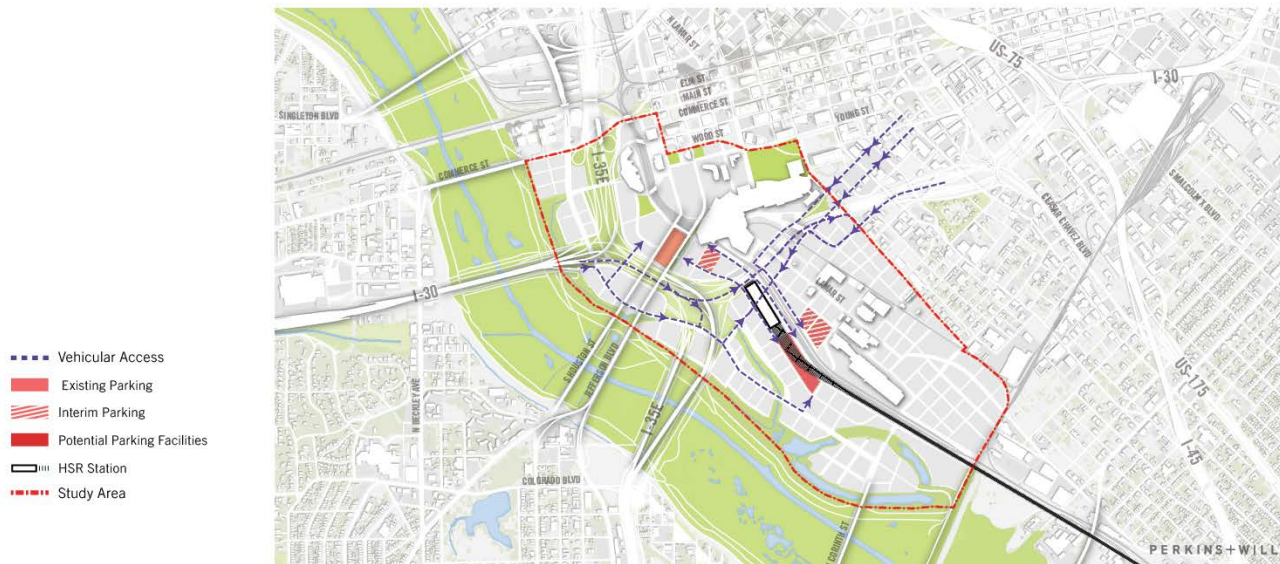 N LAMAR ST
US-75
I-30
ELM ST
MAIN ST
COMMERCE ST
YOUNG ST
SINGLETON BLVD
WOOD ST
I-35E
COMMERCE ST
S MALCOLM X BLVD
CESAR CHAVEZ BLVD
LAMAR ST
I-30
S HOUSTON ST
JEFFERSON BLVD
N BECKLEY AVE
US-175
I-35E
I-45
COLORADO BLVD
CORINTH ST
Vehicular Access
Existing Parking
Interim Parking
Potential Parking Facilities
HSR Station
Study Area
PERKINS+WILL